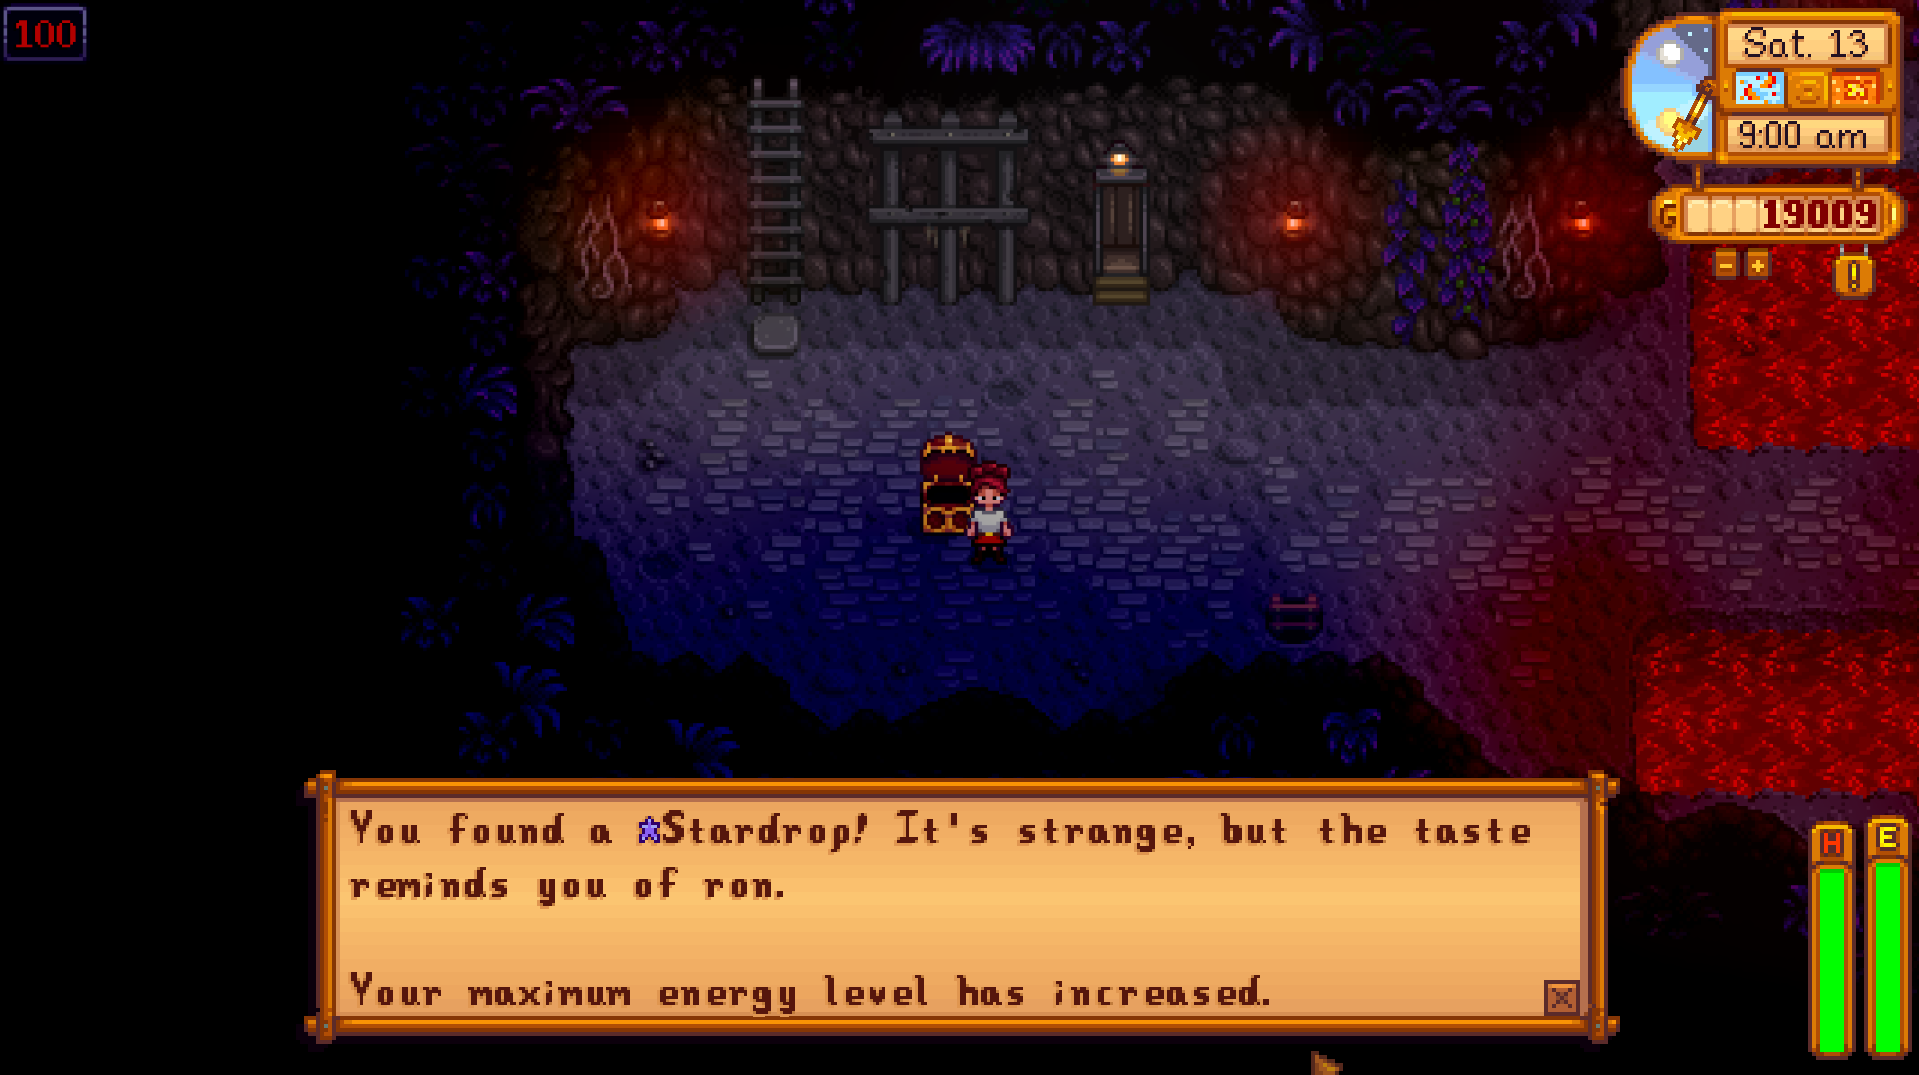 100
Sat. 13
9:00 am
G 19009
- + !
You found a Stardrop! It's strange, but the taste
reminds you of ron.
Your maximum energy level has increased.
H E